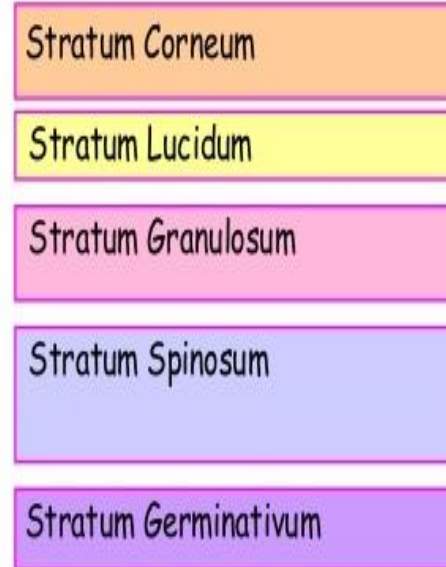 Stratum Corneum
Stratum Lucidum
Stratum Granulosum
Stratum Spinosum
Stratum Germinativum